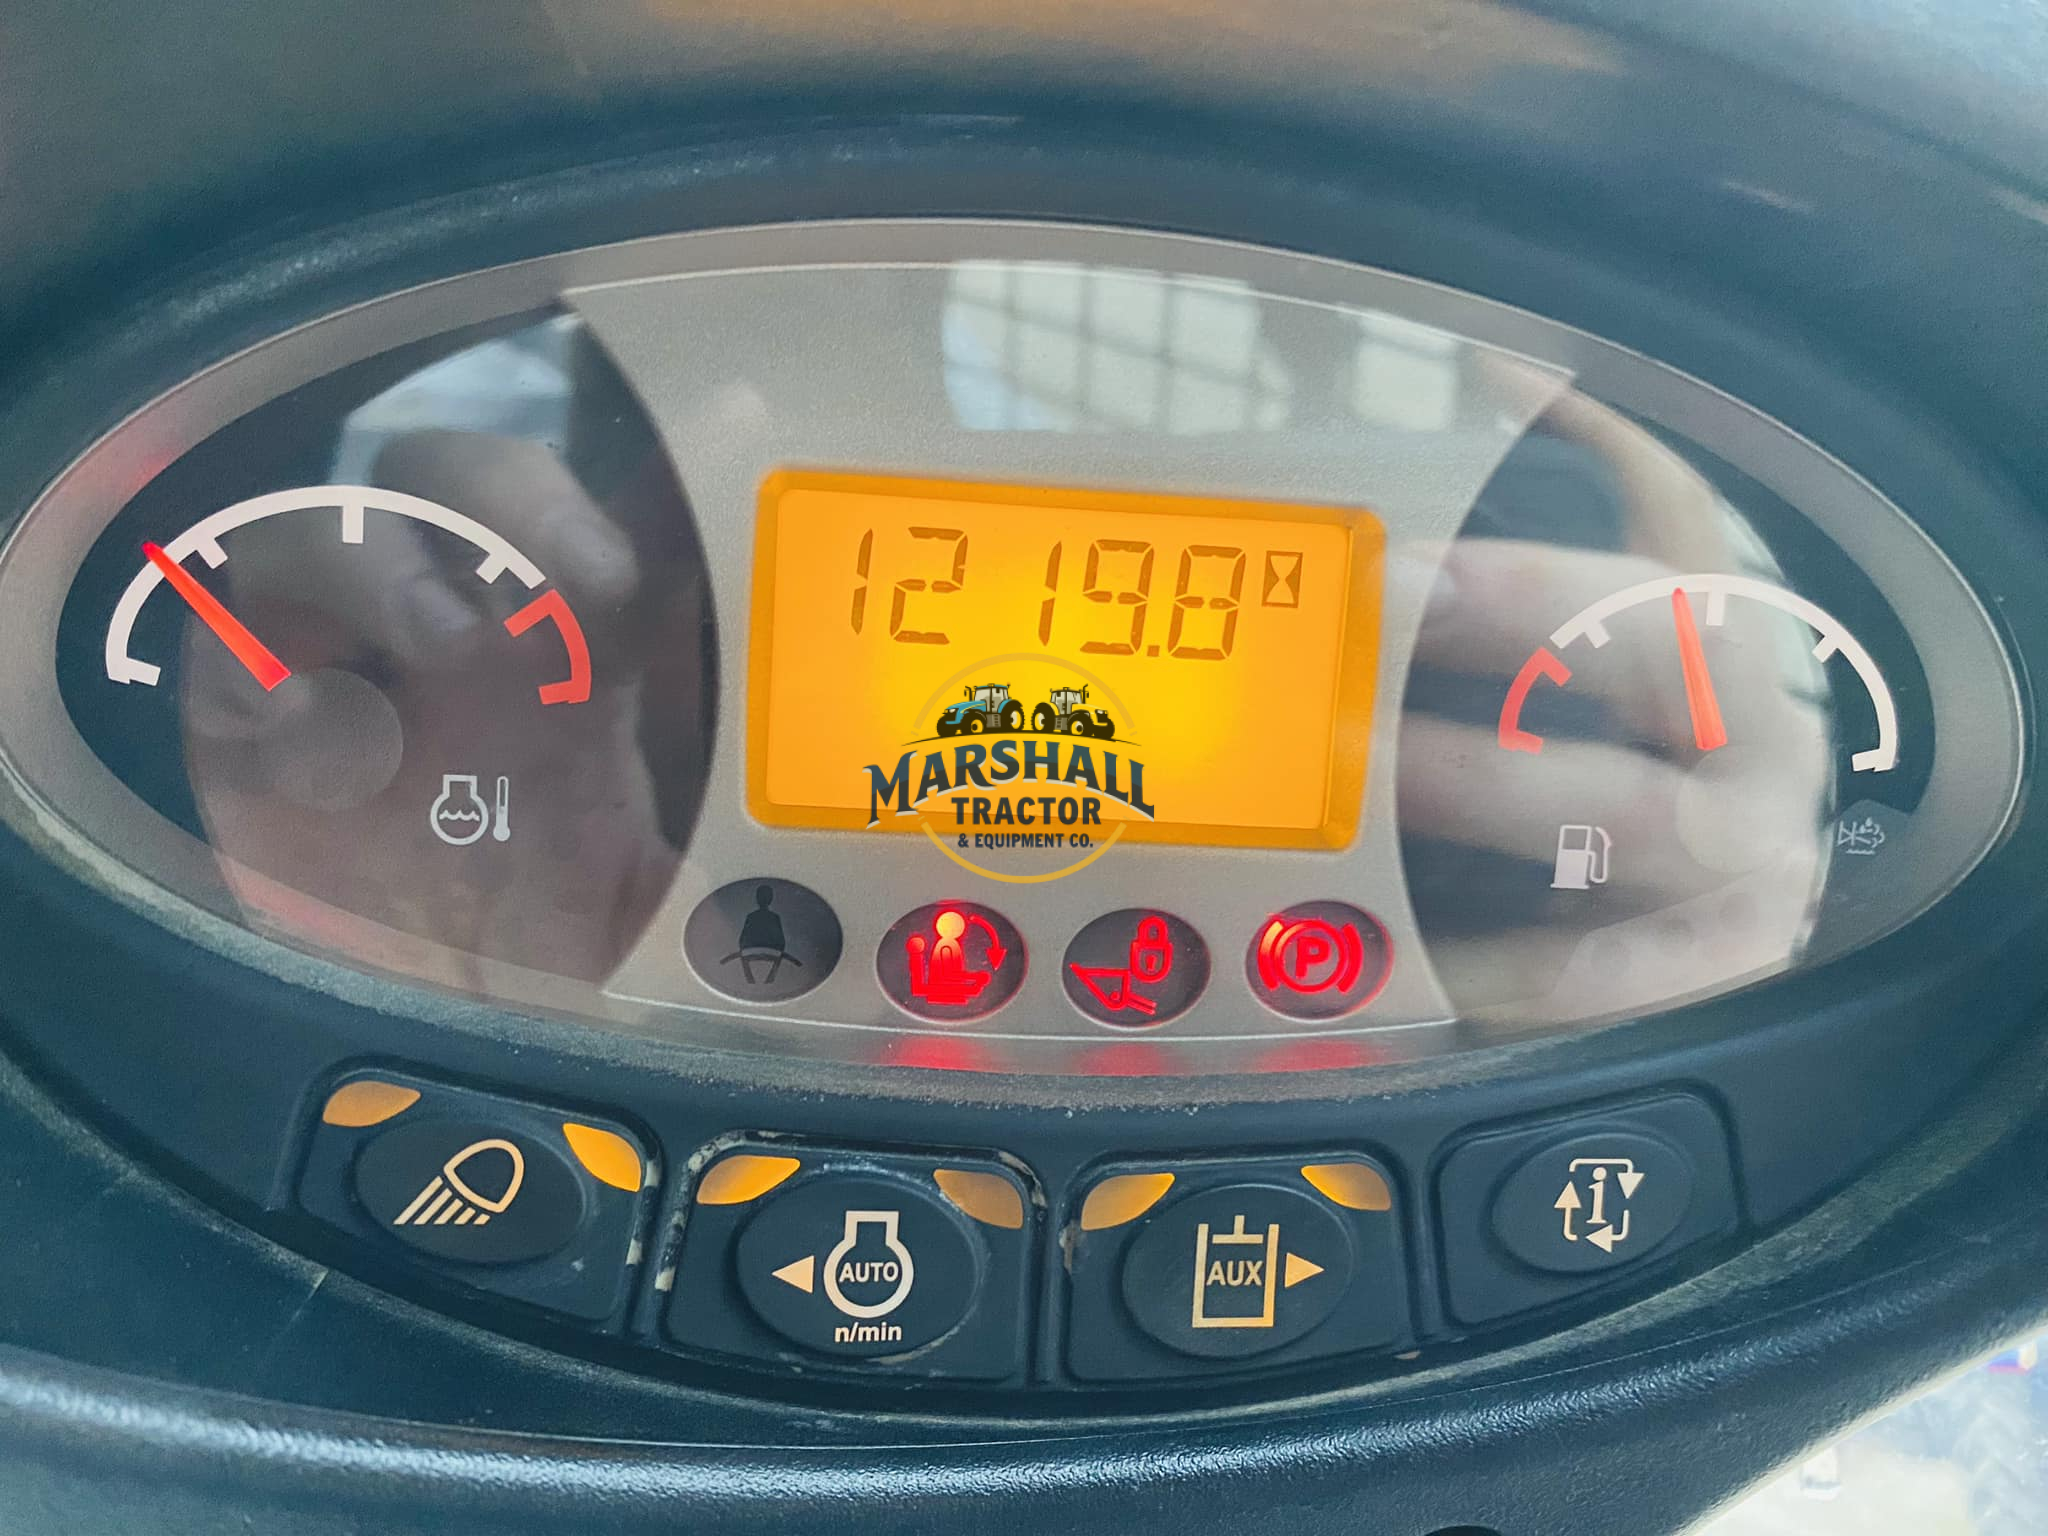 1219.8
MARSHALL
TRACTOR
& EQUIPMENT CO.
P
AUTO
n/min
AUX
i